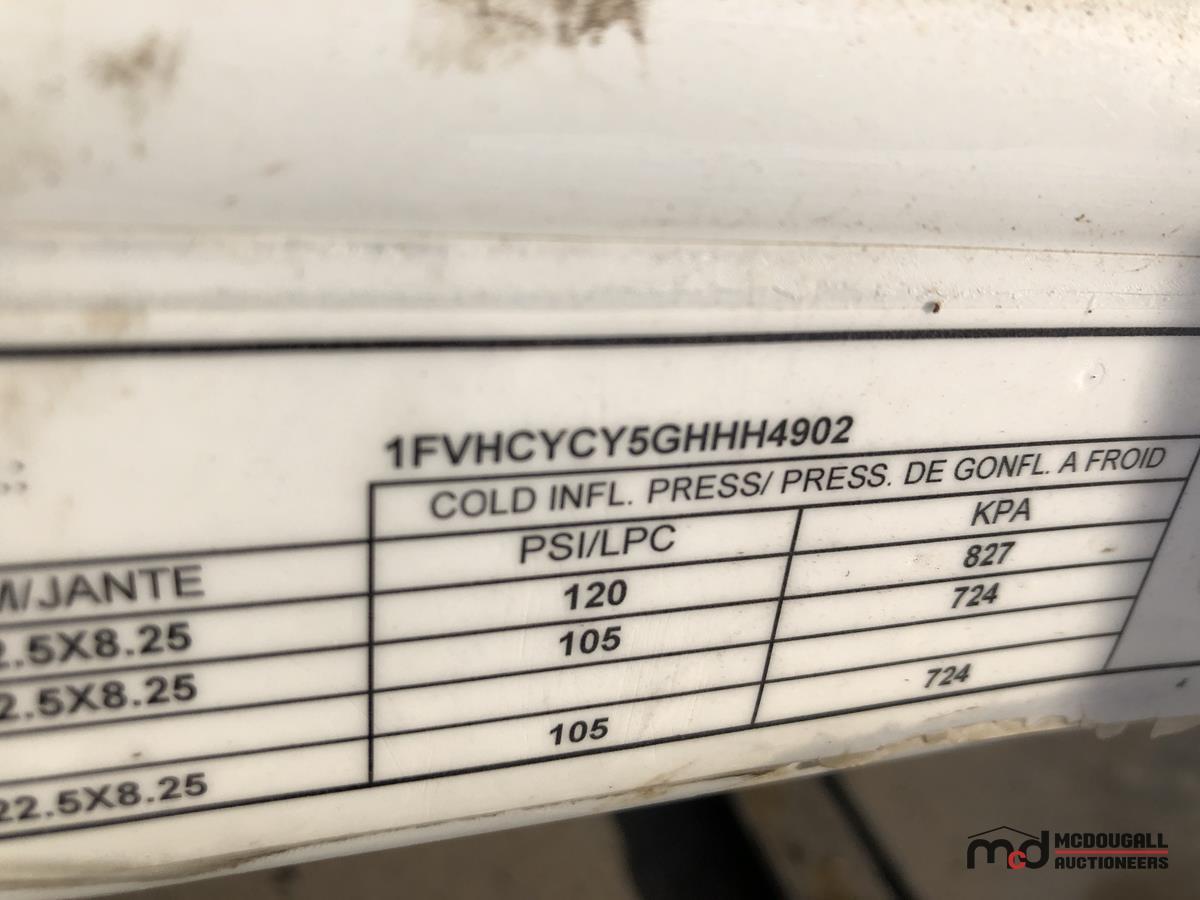 1FVHCYCY5GHHH4902
COLD INFL. PRESS/ PRESS. DE GONFL. A FROID
M/JANTE PSI/LPC KPA
2.5X8.25 120 827
2.5X8.25 105 724
22.5X8.25 105 724
mcd MCDOUGALL
AUCTIONEERS